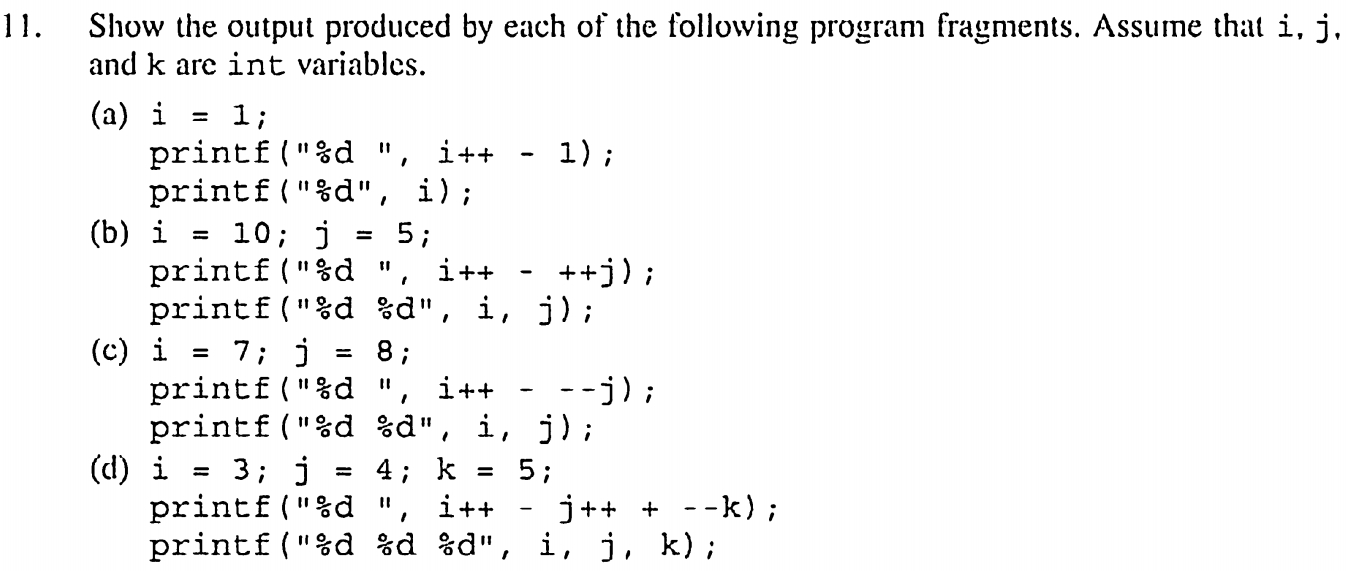 11. Show the output produced by each of the following program fragments. Assume that i, j,
and k are int variables.
(a) i = 1;
printf("%d ", i++ - 1);
printf("%d", i);
(b) i = 10; j = 5;
printf("%d ", i++ - ++j);
printf("%d %d", i, j);
(c) i = 7; j = 8;
printf("%d ", i++ - --j);
printf("%d %d", i, j);
(d) i = 3; j = 4; k = 5;
printf("%d ", i++ - j++ + --k);
printf("%d %d %d", i, j, k);